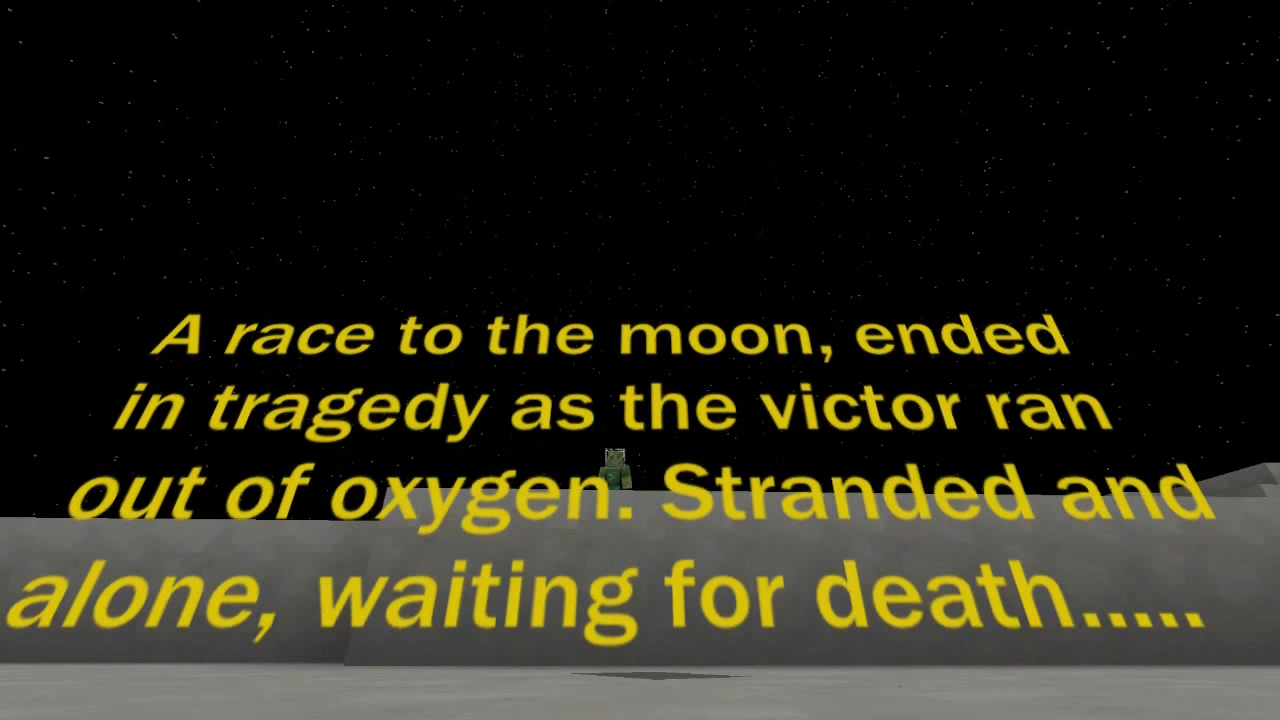 A race to the moon, ended
in tragedy as the victor ran
out of oxygen. Stranded and
alone, waiting for death.....